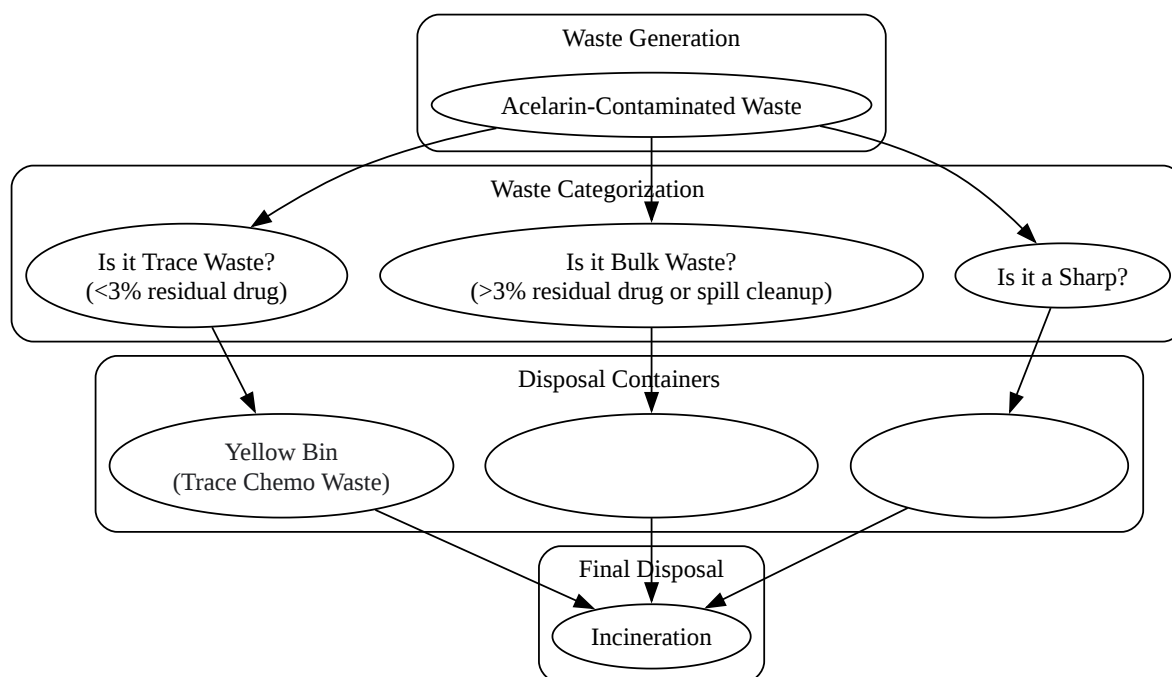 Waste Generation
Acelarin-Contaminated Waste
Waste Categorization
Is it Trace Waste?
(<3% residual drug)
Is it Bulk Waste?
(>3% residual drug or spill cleanup)
Is it a Sharp?
Disposal Containers
Yellow Bin
(Trace Chemo Waste)
Final Disposal
Incineration